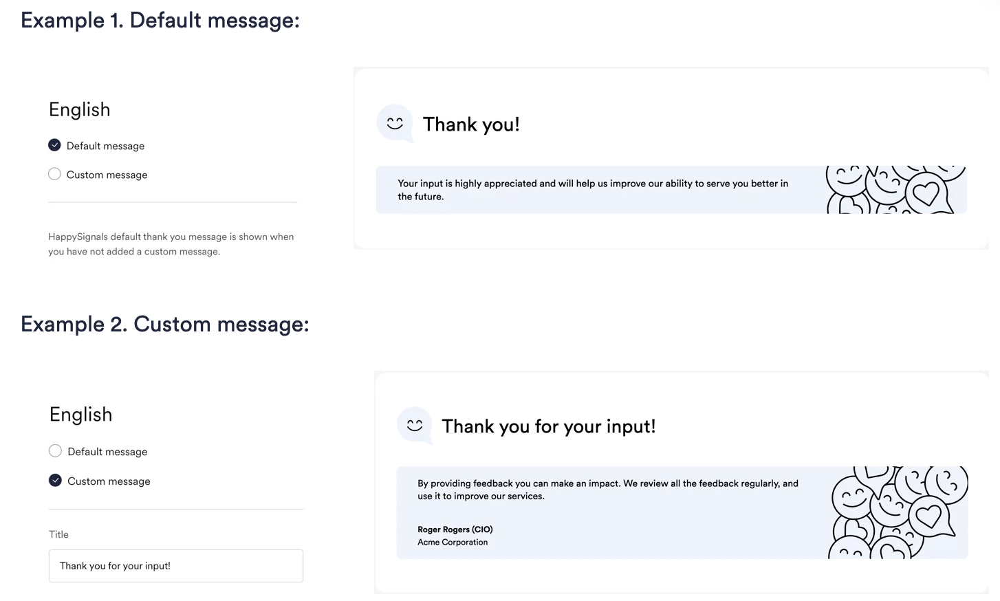 Example 1. Default message:
English
Default message
Custom message
HappySignals default thank you message is shown when
you have not added a custom message.
Thank you!
Your input is highly appreciated and will help us improve our ability to serve you better in
the future.
Example 2. Custom message:
English
Default message
Custom message
Title
Thank you for your input!
Thank you for your input!
By providing feedback you can make an impact. We review all the feedback regularly, and
use it to improve our services.
Roger Rogers (CIO)
Acme Corporation